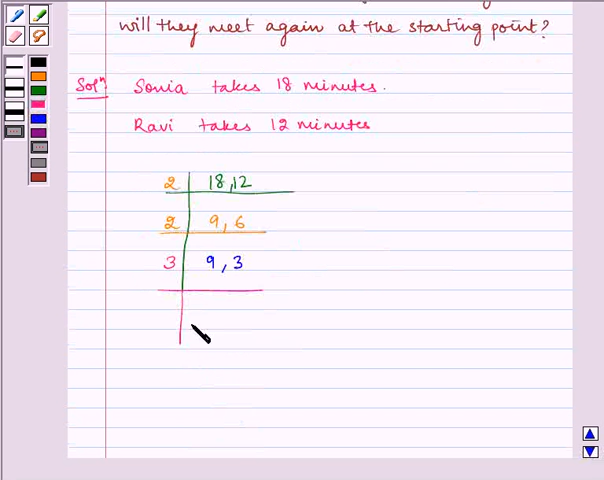 will they meet again at the starting point?
Solⁿ: Sonia takes 18 minutes.
Ravi takes 12 minutes
2 | 18,12
2 | 9, 6
3 | 9, 3